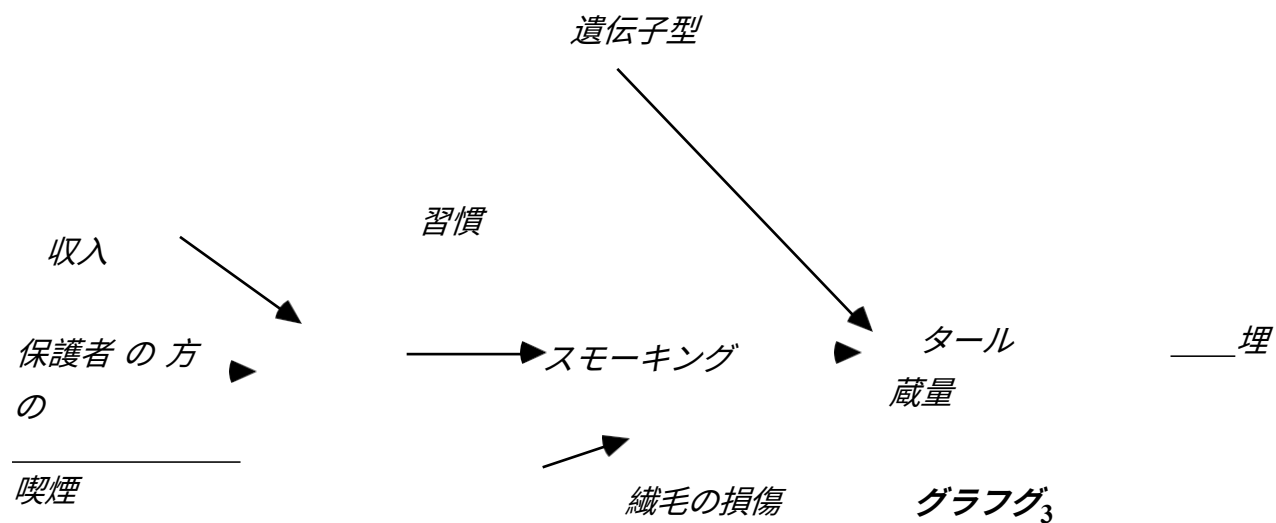 遺伝子型
習慣
収入
保護者 の 方
の
喫煙
スモーキング
タール
埋
蔵量
繊毛の損傷
グラフグ3